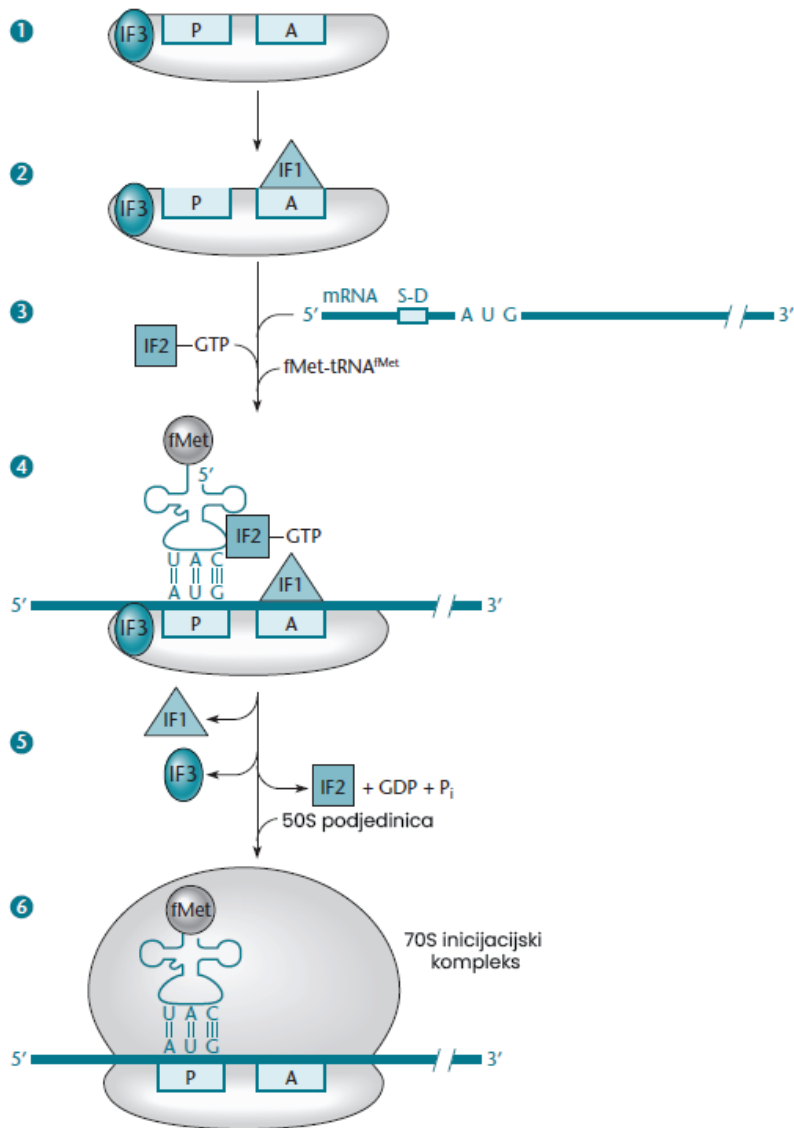 1
IF3 P A
2
IF1
IF3 P A
3
mRNA S-D
5′ A U G 3′
IF2 GTP
fMet-tRNAᶠᴹᵉᵗ
fMet
4
5′
IF2 GTP
U A C
IF1
A U G
5′ 3′
IF3 P A
IF1
5
IF3
IF2 + GDP + Pᵢ
50S podjedinica
6
fMet
70S inicijacijski
kompleks
U A C
A U G
5′ 3′
P A